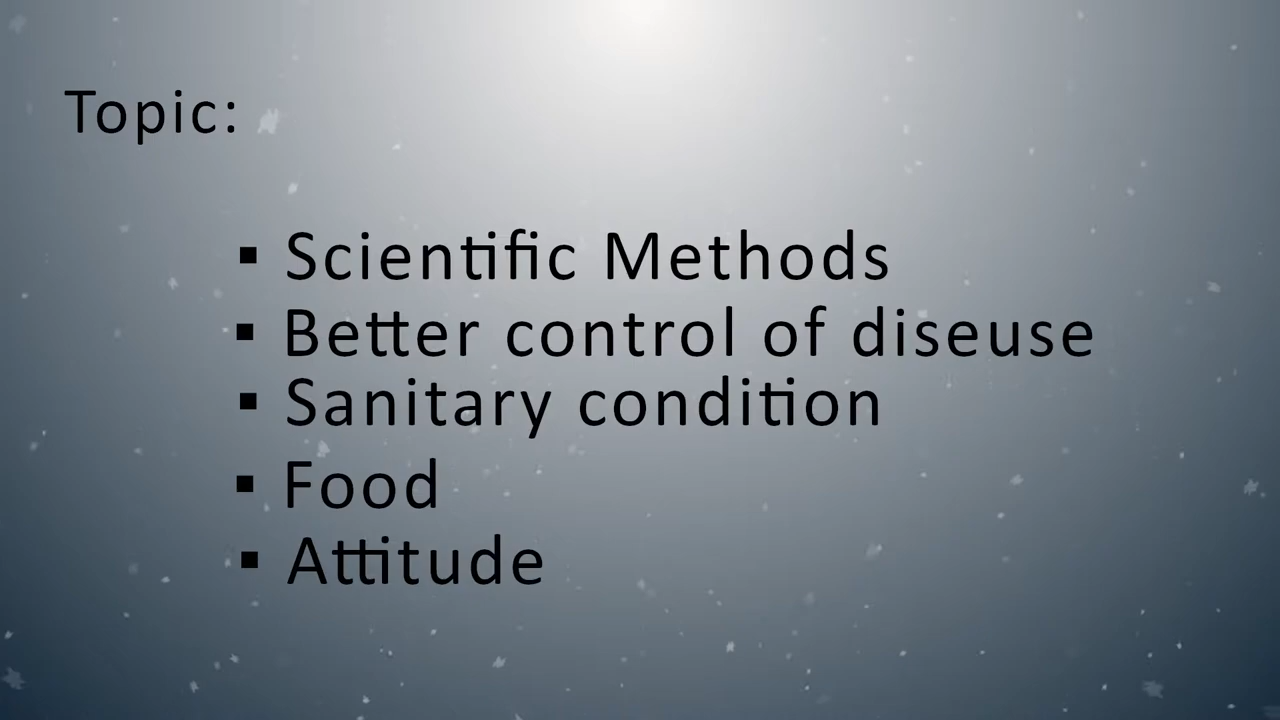 Topic:
▪ Scientific Methods
▪ Better control of diseuse
▪ Sanitary condition
▪ Food
▪ Attitude